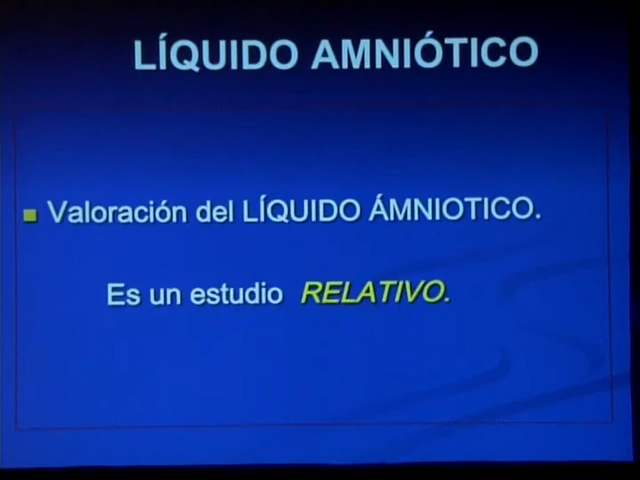 LÍQUIDO AMNIÓTICO
Valoración del LÍQUIDO ÁMNIOTICO.
Es un estudio RELATIVO.